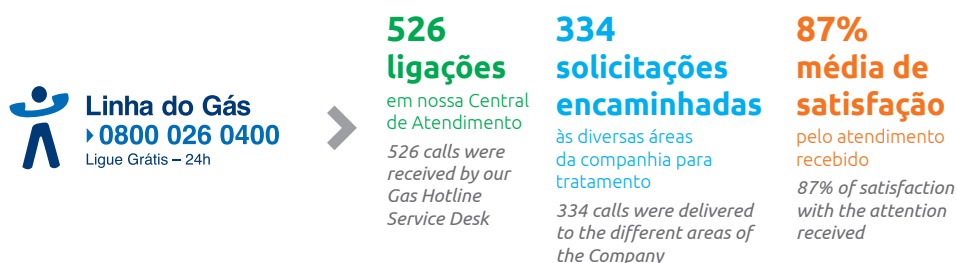 Linha do Gás
0800 026 0400
Ligue Grátis – 24h
526
ligações
em nossa Central
de Atendimento
526 calls were
received by our
Gas Hotline
Service Desk
334
solicitações
encaminhadas
às diversas áreas
da companhia para
tratamento
334 calls were delivered
to the different areas of
the Company
87%
média de
satisfação
pelo atendimento
recebido
87% of satisfaction
with the attention
received